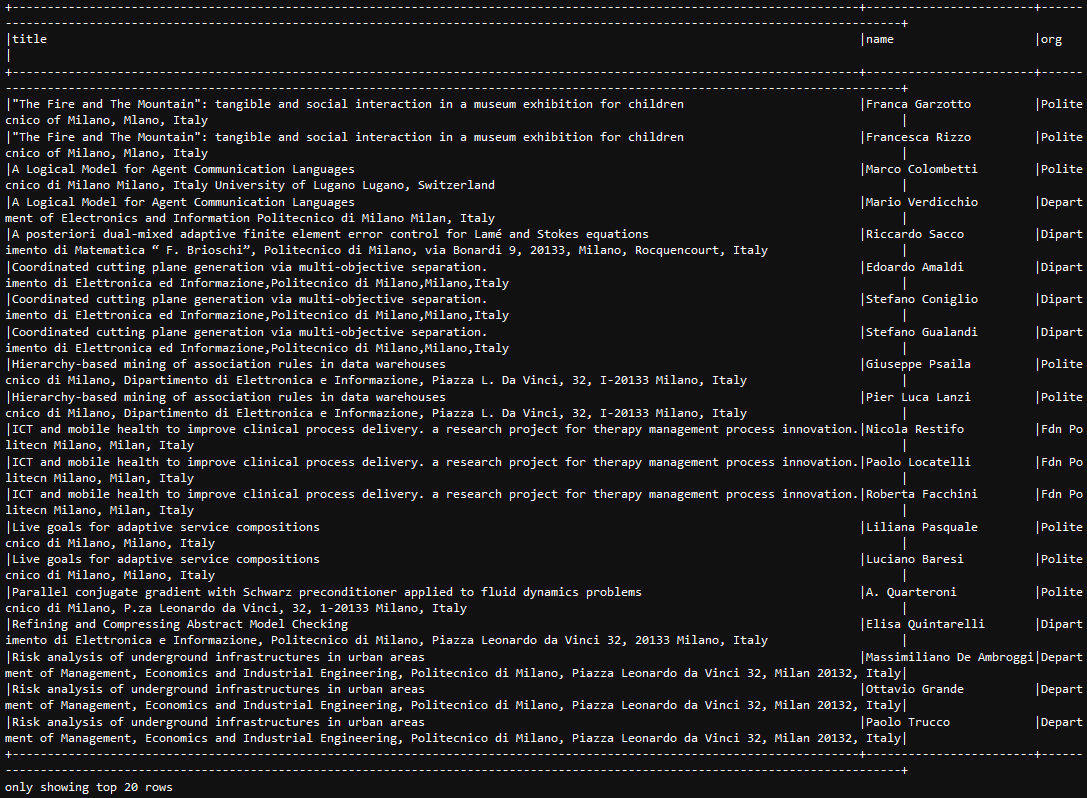 |title |name |org
|
|"The Fire and The Mountain": tangible and social interaction in a museum exhibition for children |Franca Garzotto |Polite
cnico of Milano, Mlano, Italy |
|"The Fire and The Mountain": tangible and social interaction in a museum exhibition for children |Francesca Rizzo |Polite
cnico of Milano, Mlano, Italy |
|A Logical Model for Agent Communication Languages |Marco Colombetti |Polite
cnico di Milano Milano, Italy University of Lugano Lugano, Switzerland |
|A Logical Model for Agent Communication Languages |Mario Verdicchio |Depart
ment of Electronics and Information Politecnico di Milano Milan, Italy |
|A posteriori dual-mixed adaptive finite element error control for Lamé and Stokes equations |Riccardo Sacco |Dipart
imento di Matematica “ F. Brioschi”, Politecnico di Milano, via Bonardi 9, 20133, Milano, Rocquencourt, Italy |
|Coordinated cutting plane generation via multi-objective separation. |Edoardo Amaldi |Dipart
imento di Elettronica ed Informazione,Politecnico di Milano,Milano,Italy |
|Coordinated cutting plane generation via multi-objective separation. |Stefano Coniglio |Dipart
imento di Elettronica ed Informazione,Politecnico di Milano,Milano,Italy |
|Coordinated cutting plane generation via multi-objective separation. |Stefano Gualandi |Dipart
imento di Elettronica ed Informazione,Politecnico di Milano,Milano,Italy |
|Hierarchy-based mining of association rules in data warehouses |Giuseppe Psaila |Polite
cnico di Milano, Dipartimento di Elettronica e Informazione, Piazza L. Da Vinci, 32, I-20133 Milano, Italy |
|Hierarchy-based mining of association rules in data warehouses |Pier Luca Lanzi |Polite
cnico di Milano, Dipartimento di Elettronica e Informazione, Piazza L. Da Vinci, 32, I-20133 Milano, Italy |
|ICT and mobile health to improve clinical process delivery. a research project for therapy management process innovation.|Nicola Restifo |Fdn Po
litecn Milano, Milan, Italy |
|ICT and mobile health to improve clinical process delivery. a research project for therapy management process innovation.|Paolo Locatelli |Fdn Po
litecn Milano, Milan, Italy |
|ICT and mobile health to improve clinical process delivery. a research project for therapy management process innovation.|Roberta Facchini |Fdn Po
litecn Milano, Milan, Italy |
|Live goals for adaptive service compositions |Liliana Pasquale |Polite
cnico di Milano, Milano, Italy |
|Live goals for adaptive service compositions |Luciano Baresi |Polite
cnico di Milano, Milano, Italy |
|Parallel conjugate gradient with Schwarz preconditioner applied to fluid dynamics problems |A. Quarteroni |Polite
cnico di Milano, P.za Leonardo da Vinci, 32, 1-20133 Milano, Italy |
|Refining and Compressing Abstract Model Checking |Elisa Quintarelli |Dipart
imento di Elettronica e Informazione, Politecnico di Milano, Piazza Leonardo da Vinci 32, 20133 Milano, Italy |
|Risk analysis of underground infrastructures in urban areas |Massimiliano De Ambroggi|Depart
ment of Management, Economics and Industrial Engineering, Politecnico di Milano, Piazza Leonardo da Vinci 32, Milan 20132, Italy|
|Risk analysis of underground infrastructures in urban areas |Ottavio Grande |Depart
ment of Management, Economics and Industrial Engineering, Politecnico di Milano, Piazza Leonardo da Vinci 32, Milan 20132, Italy|
|Risk analysis of underground infrastructures in urban areas |Paolo Trucco |Depart
ment of Management, Economics and Industrial Engineering, Politecnico di Milano, Piazza Leonardo da Vinci 32, Milan 20132, Italy|
only showing top 20 rows